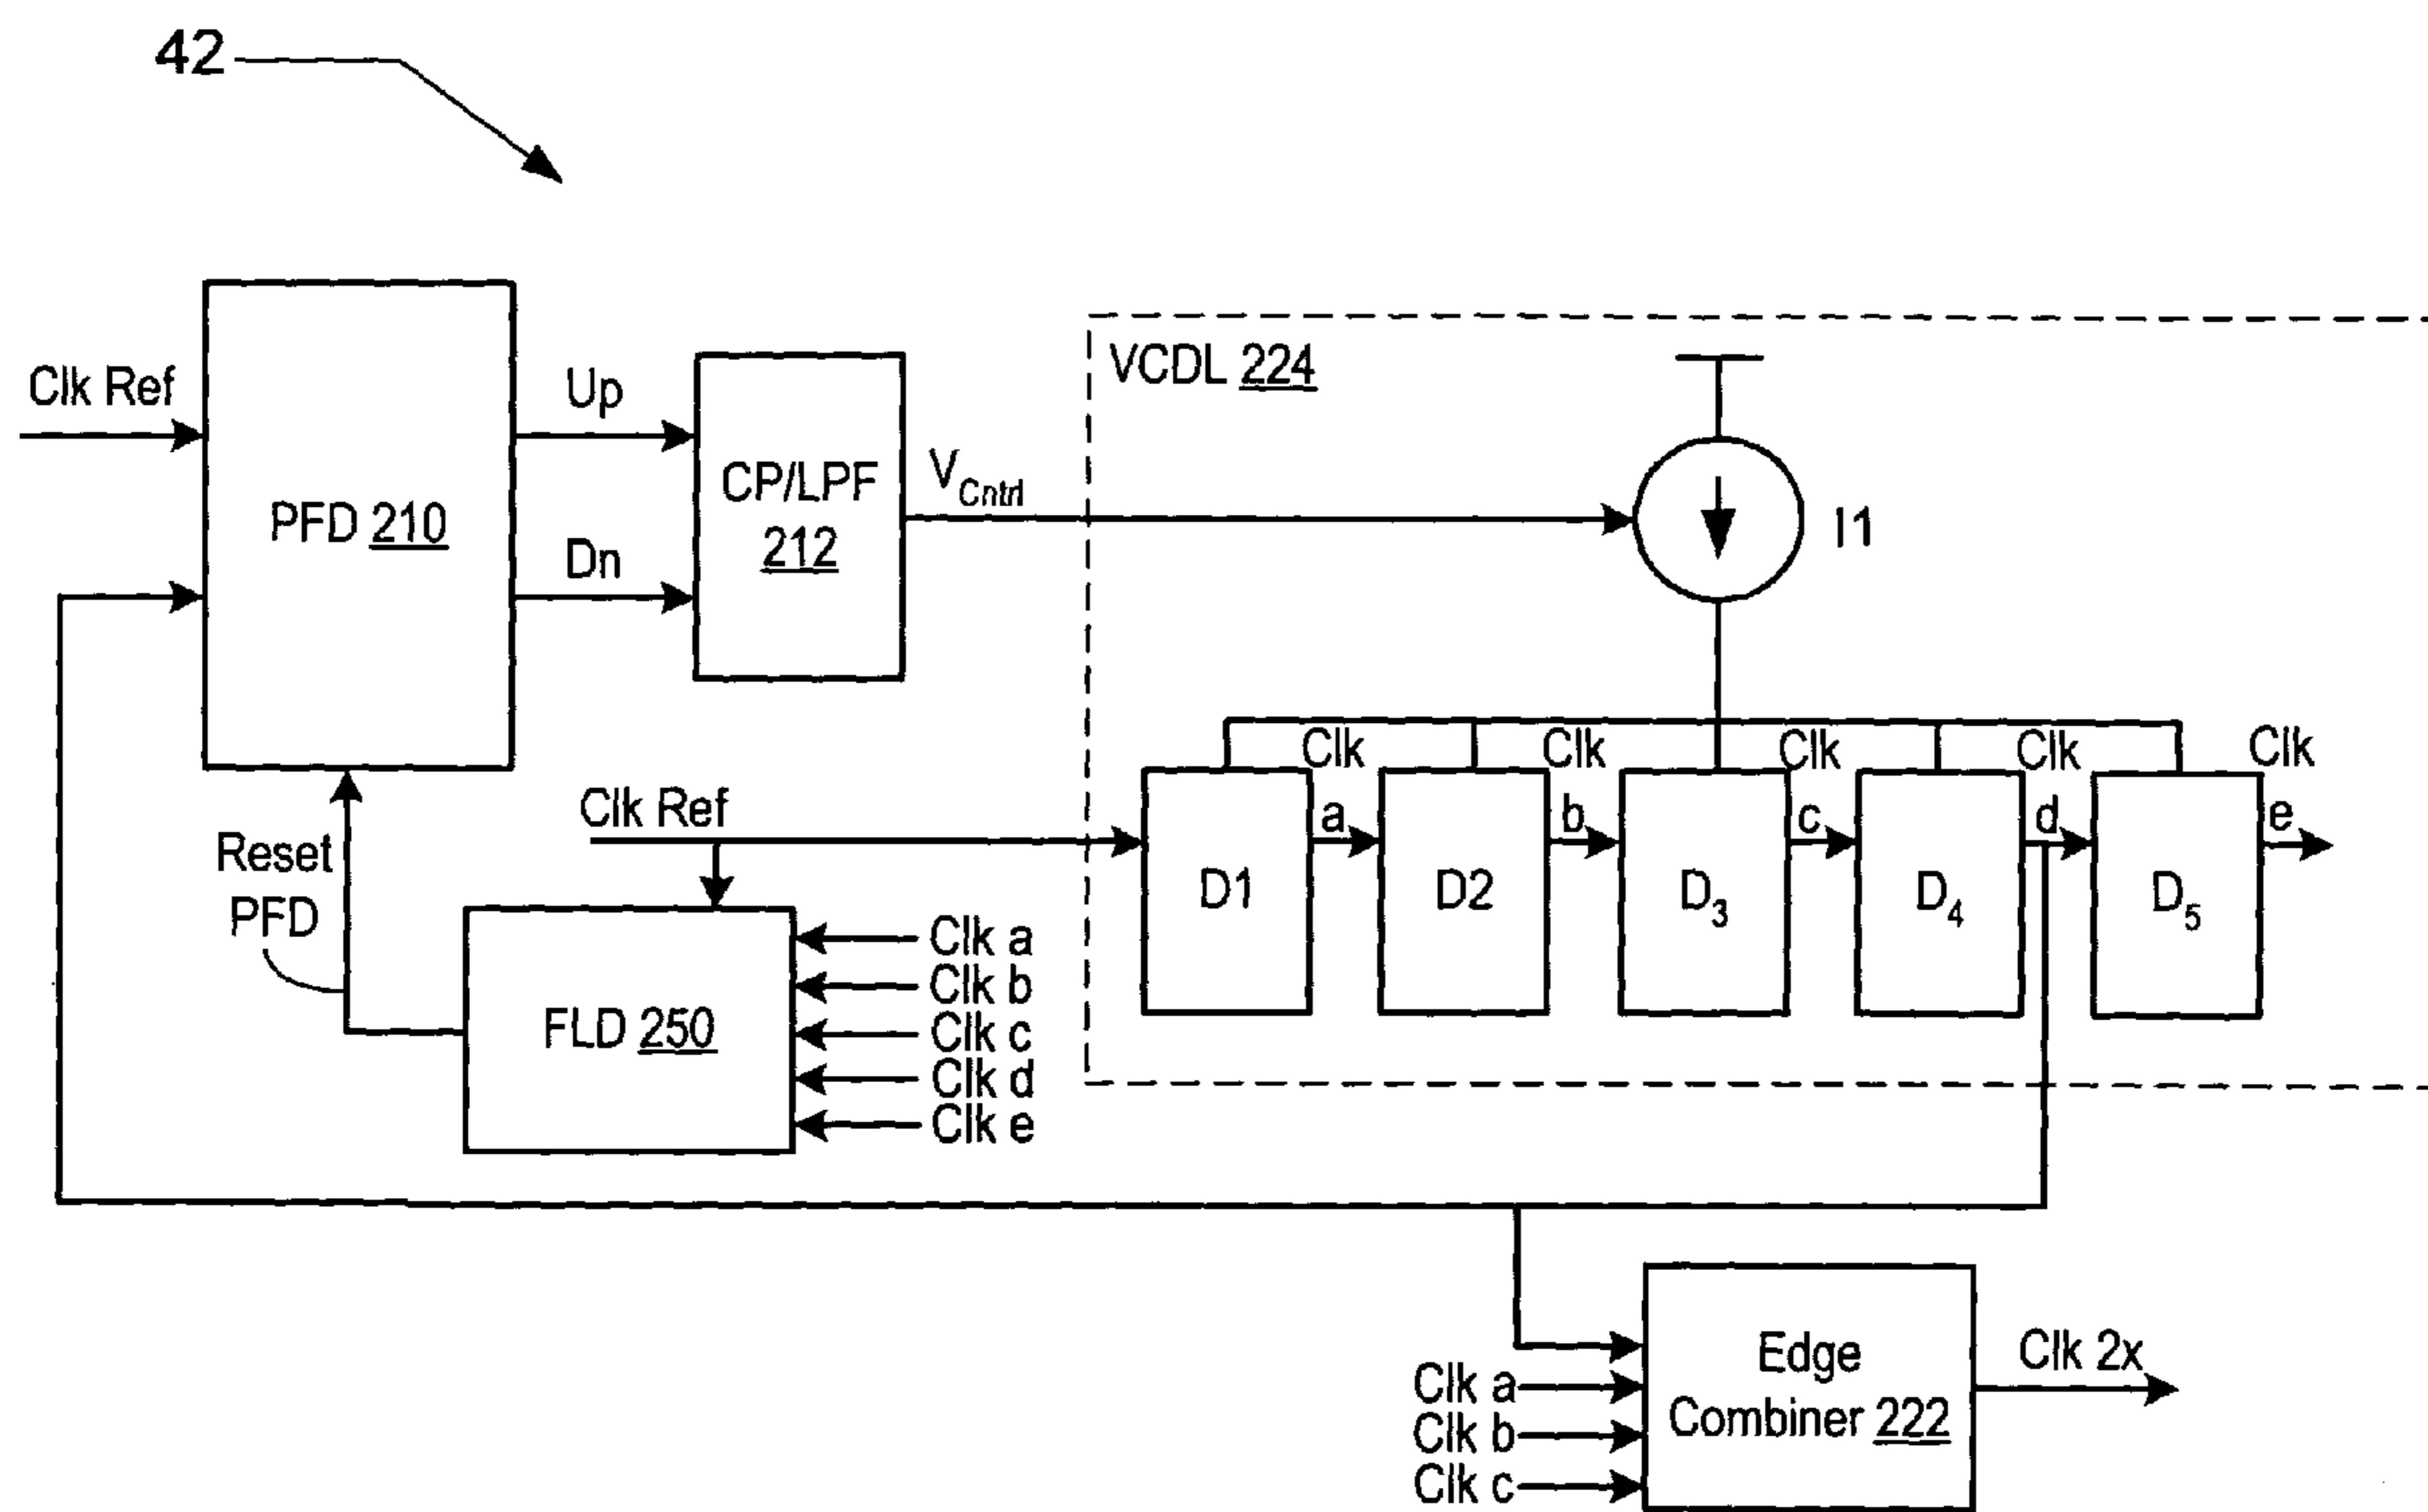 42
Clk Ref
PFD 210
Up
Dn
CP/LPF
212
VCntrl
VCDL 224
I1
Clk Clk Clk Clk Clk
a b c d e
D1 D2 D3 D4 D5
Clk Ref
Reset
PFD
FLD 250
Clk a
Clk b
Clk c
Clk d
Clk e
Edge
Combiner 222
Clk a
Clk b
Clk c
Clk 2x